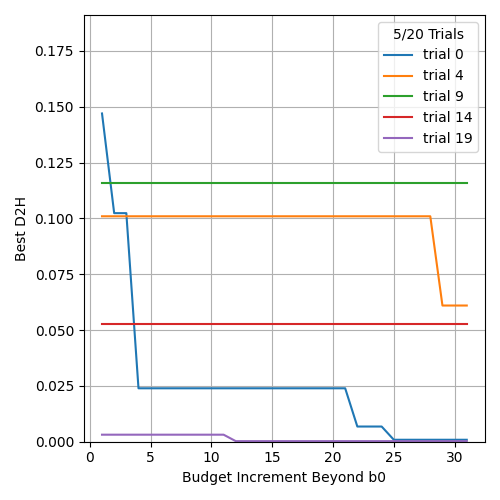 0.175
0.150
0.125
0.100
0.075
0.050
0.025
0.000
Best D2H
5/20 Trials
trial 0
trial 4
trial 9
trial 14
trial 19
0 5 10 15 20 25 30
Budget Increment Beyond b0